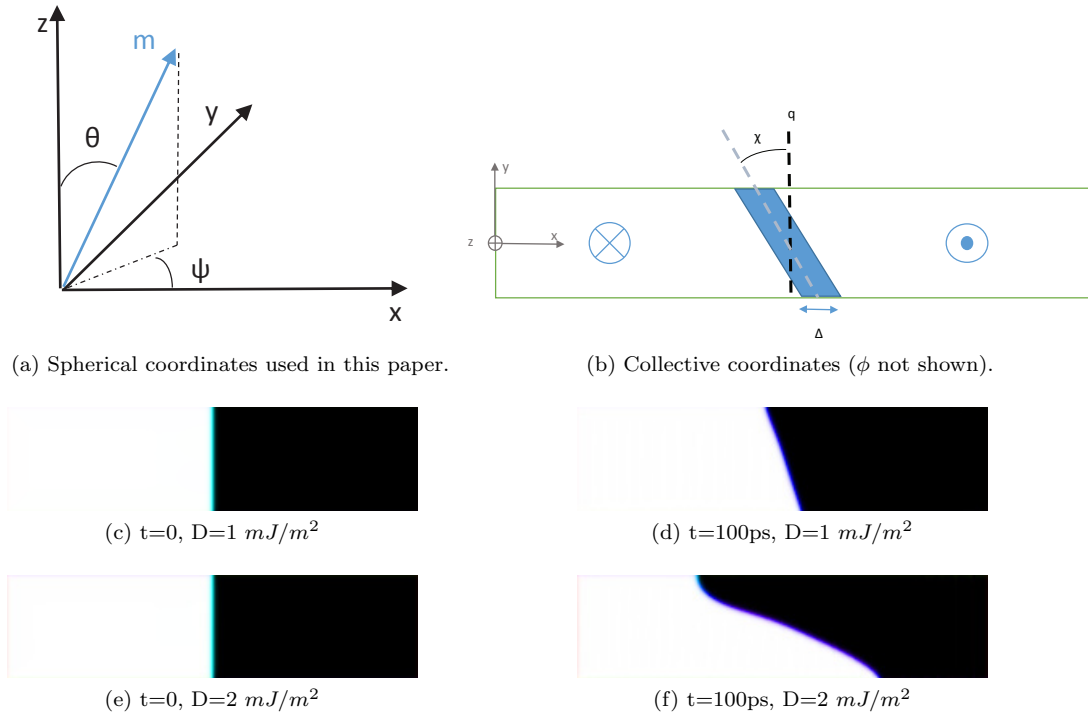 z
m
y
θ
ψ
x
(a) Spherical coordinates used in this paper.
q
χ
y
z
x
Δ
(b) Collective coordinates (ϕ not shown).
(c) t=0, D=1 mJ/m²
(d) t=100ps, D=1 mJ/m²
(e) t=0, D=2 mJ/m²
(f) t=100ps, D=2 mJ/m²